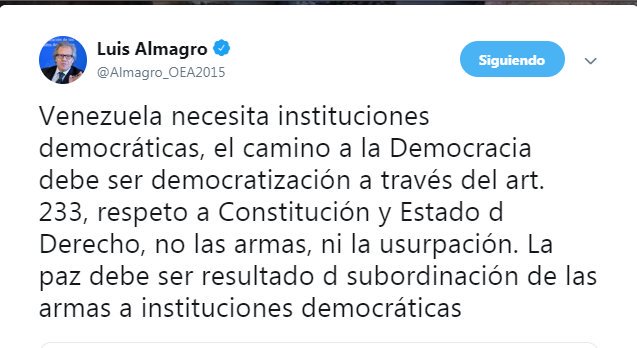 Luis Almagro
@Almagro_OEA2015
Siguiendo
Venezuela necesita instituciones
democráticas, el camino a la Democracia
debe ser democratización a través del art.
233, respeto a Constitución y Estado d
Derecho, no las armas, ni la usurpación. La
paz debe ser resultado d subordinación de las
armas a instituciones democráticas